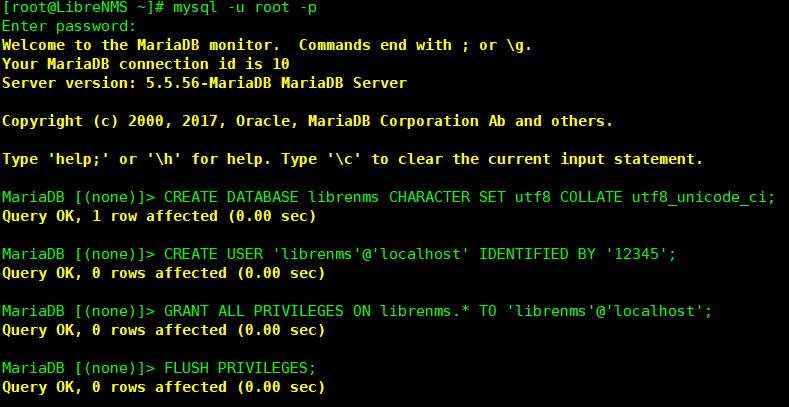 [root@LibreNMS ~]# mysql -u root -p
Enter password:
Welcome to the MariaDB monitor.  Commands end with ; or \g.
Your MariaDB connection id is 10
Server version: 5.5.56-MariaDB MariaDB Server
Copyright (c) 2000, 2017, Oracle, MariaDB Corporation Ab and others.
Type 'help;' or '\h' for help. Type '\c' to clear the current input statement.
MariaDB [(none)]> CREATE DATABASE librenms CHARACTER SET utf8 COLLATE utf8_unicode_ci;
Query OK, 1 row affected (0.00 sec)
MariaDB [(none)]> CREATE USER 'librenms'@'localhost' IDENTIFIED BY '12345';
Query OK, 0 rows affected (0.00 sec)
MariaDB [(none)]> GRANT ALL PRIVILEGES ON librenms.* TO 'librenms'@'localhost';
Query OK, 0 rows affected (0.00 sec)
MariaDB [(none)]> FLUSH PRIVILEGES;
Query OK, 0 rows affected (0.00 sec)